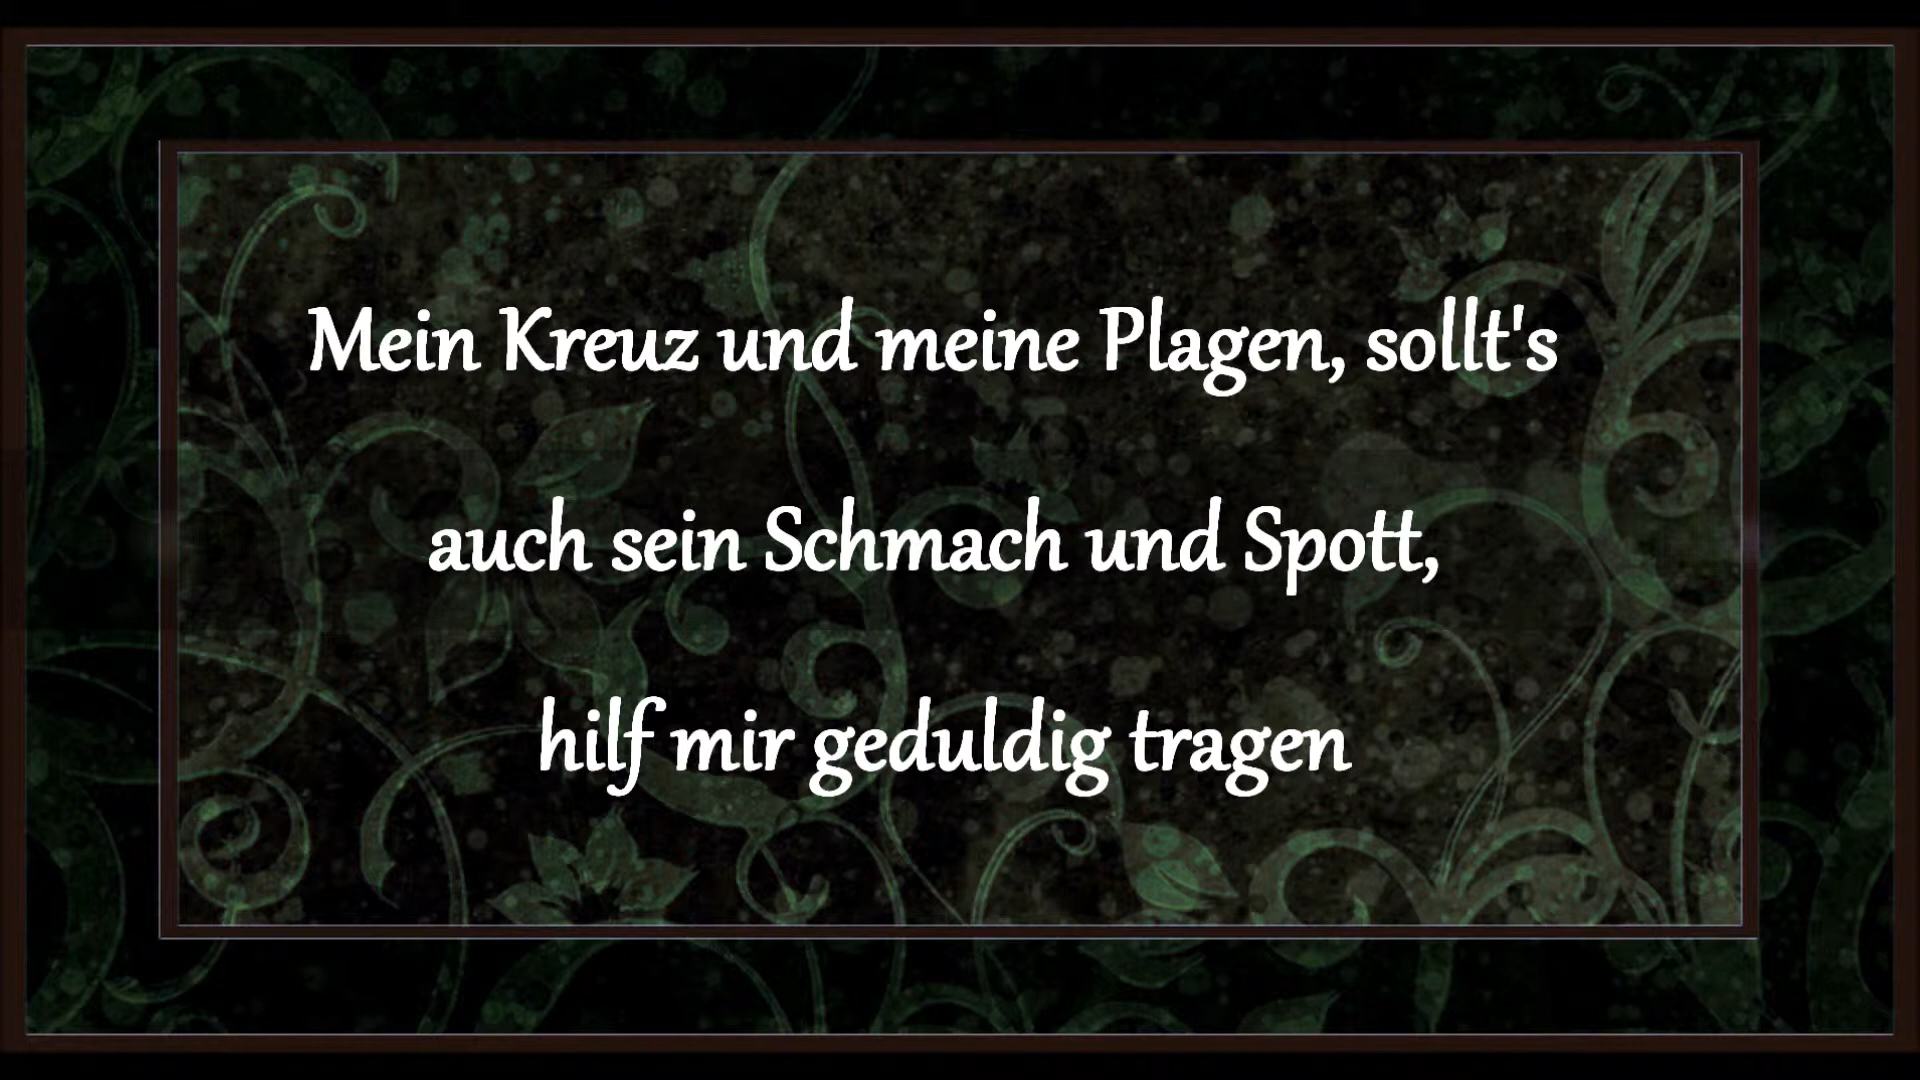 Mein Kreuz und meine Plagen, sollt's
auch sein Schmach und Spott,
hilf mir geduldig tragen